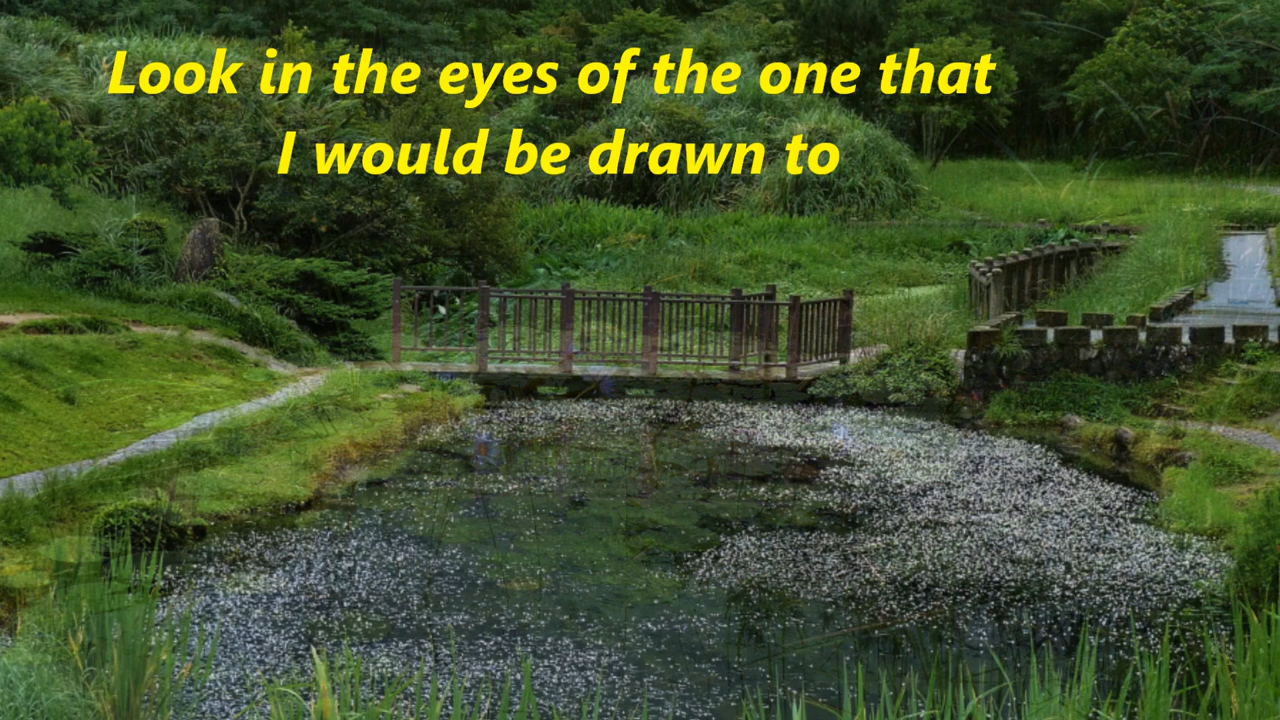 Look in the eyes of the one that
I would be drawn to